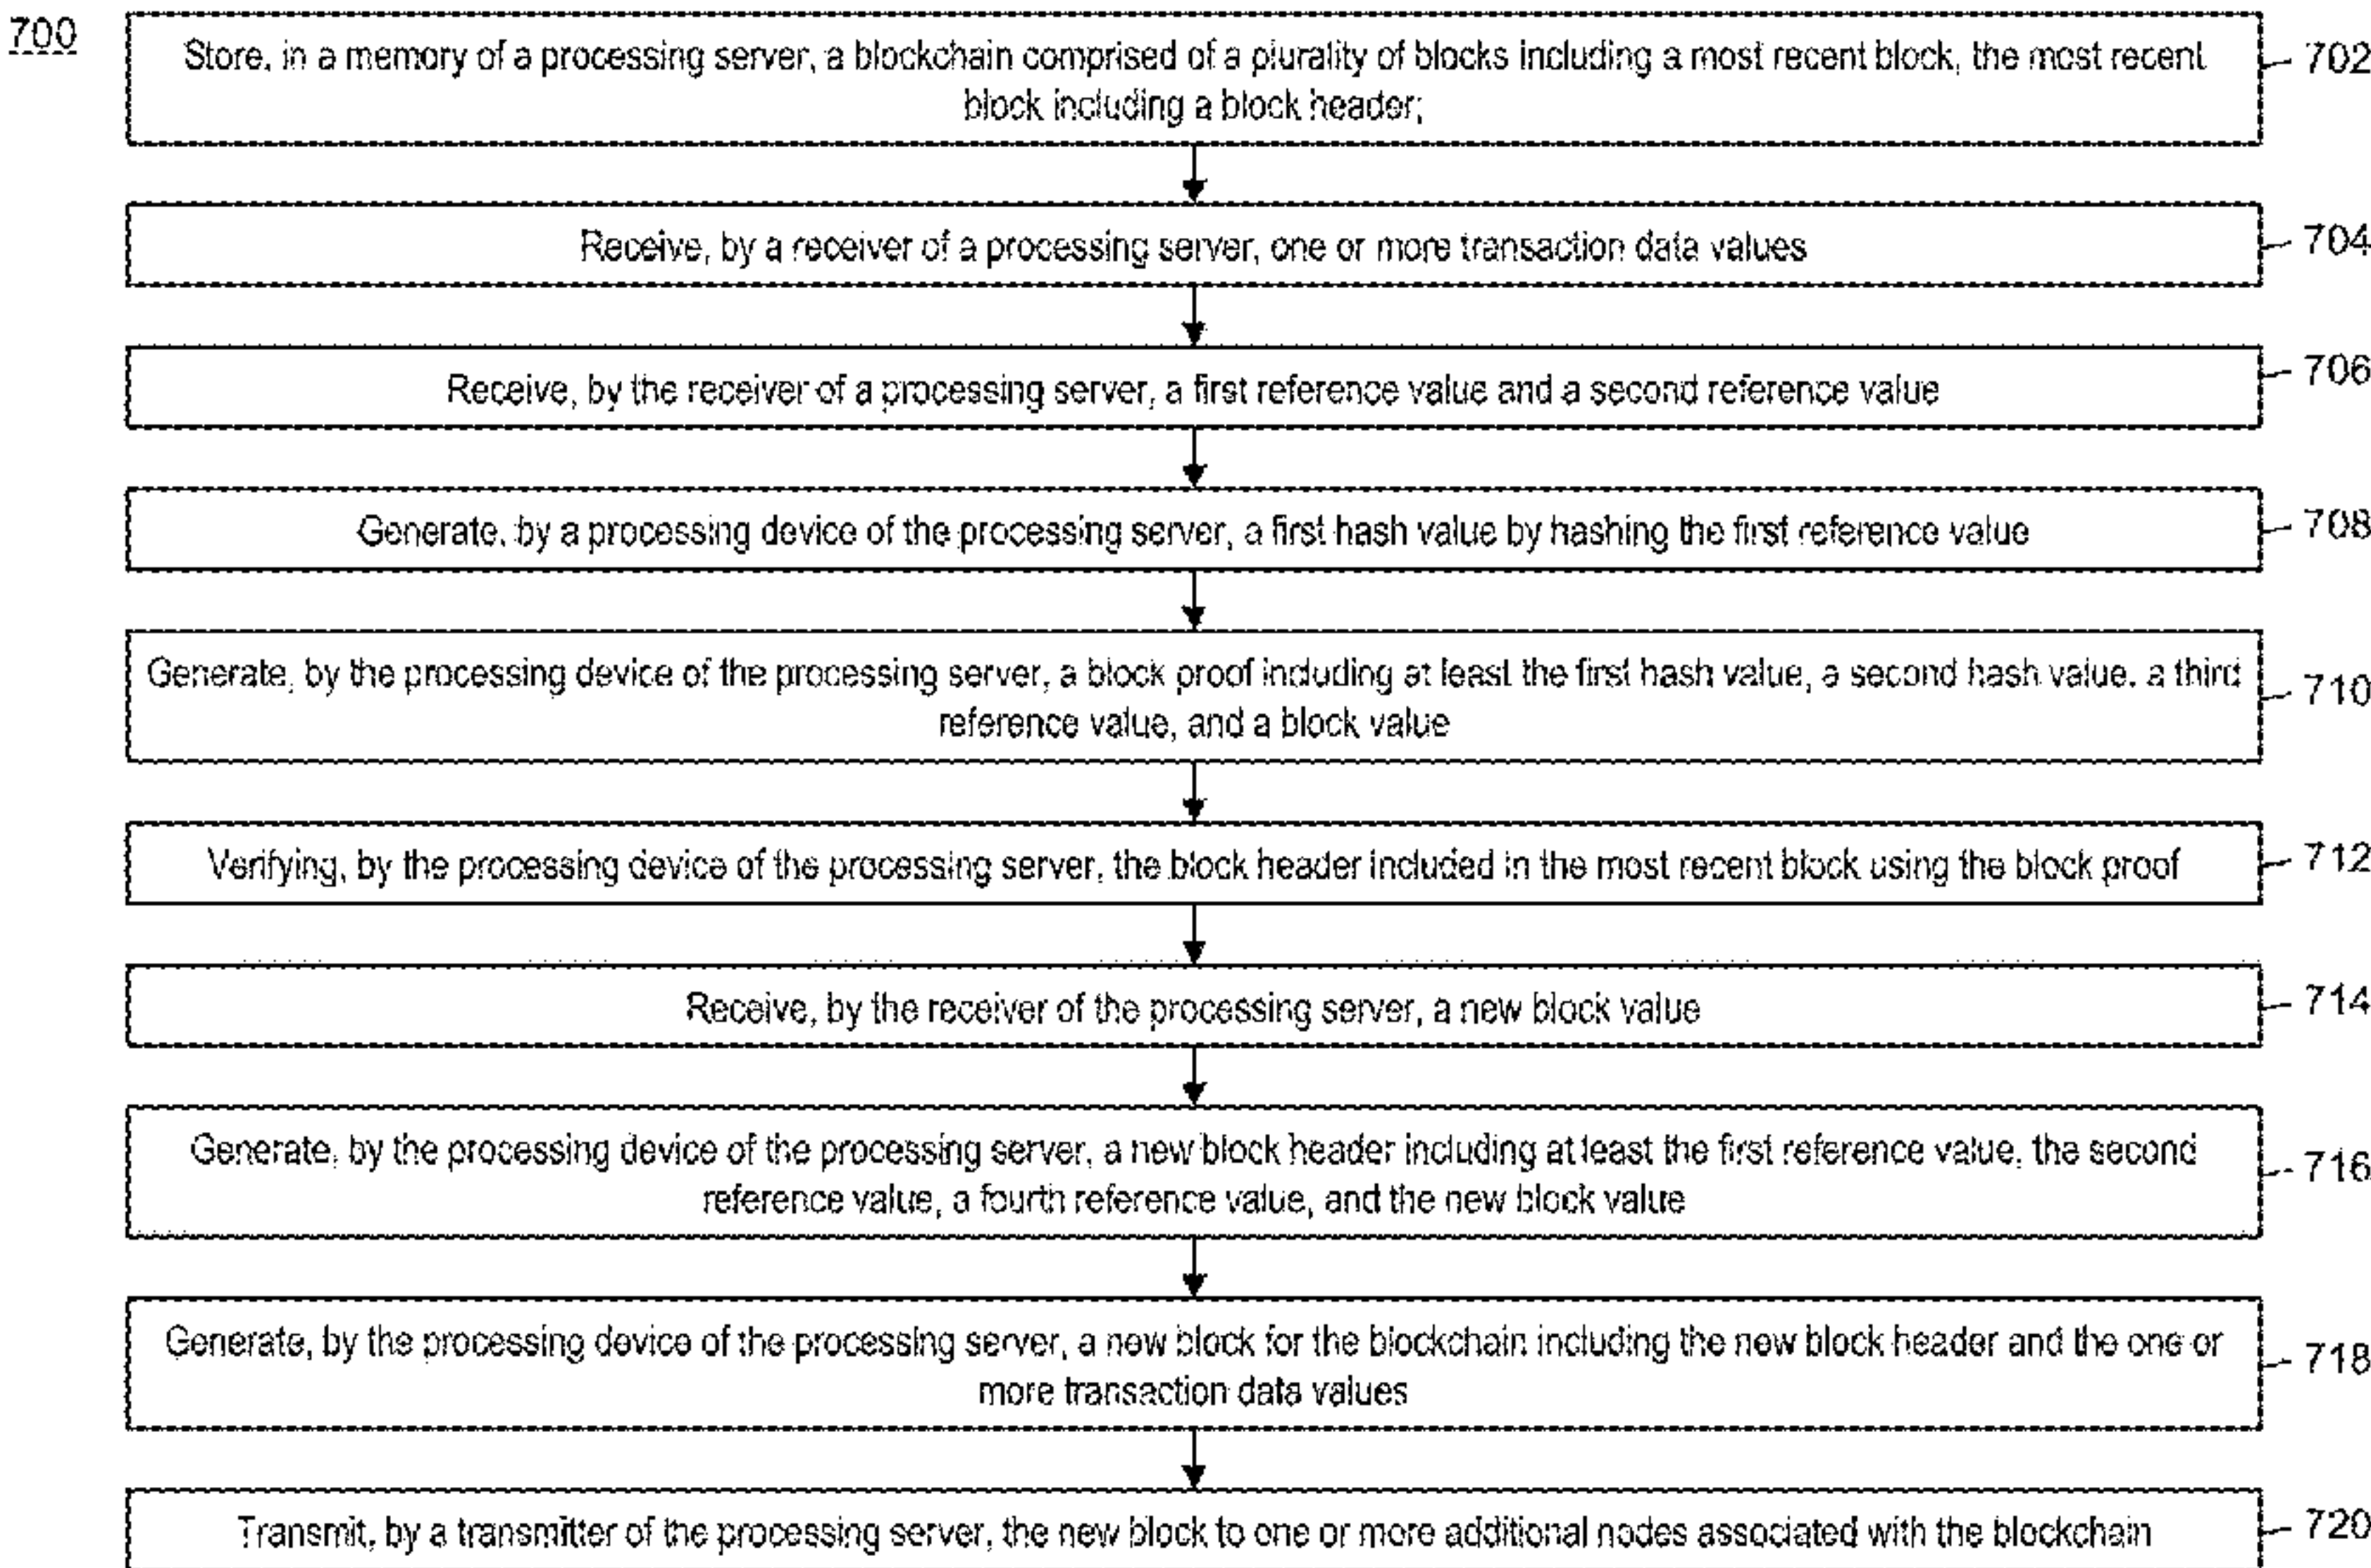 700
Store, in a memory of a processing server, a blockchain comprised of a plurality of blocks including a most recent block, the most recent
block including a block header;
702
Receive, by a receiver of a processing server, one or more transaction data values
704
Receive, by the receiver of a processing server, a first reference value and a second reference value
706
Generate, by a processing device of the processing server, a first hash value by hashing the first reference value
708
Generate, by the processing device of the processing server, a block proof including at least the first hash value, a second hash value, a third
reference value, and a block value
710
Verifying, by the processing device of the processing server, the block header included in the most recent block using the block proof
712
Receive, by the receiver of the processing server, a new block value
714
Generate, by the processing device of the processing server, a new block header including at least the first reference value, the second
reference value, a fourth reference value, and the new block value
716
Generate, by the processing device of the processing server, a new block for the blockchain including the new block header and the one or
more transaction data values
718
Transmit, by a transmitter of the processing server, the new block to one or more additional nodes associated with the blockchain
720